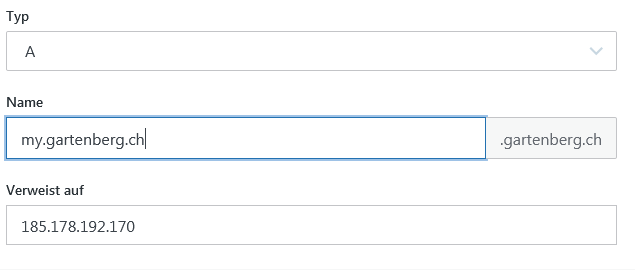 Typ
A
Name
my.gartenberg.ch .gartenberg.ch
Verweist auf
185.178.192.170